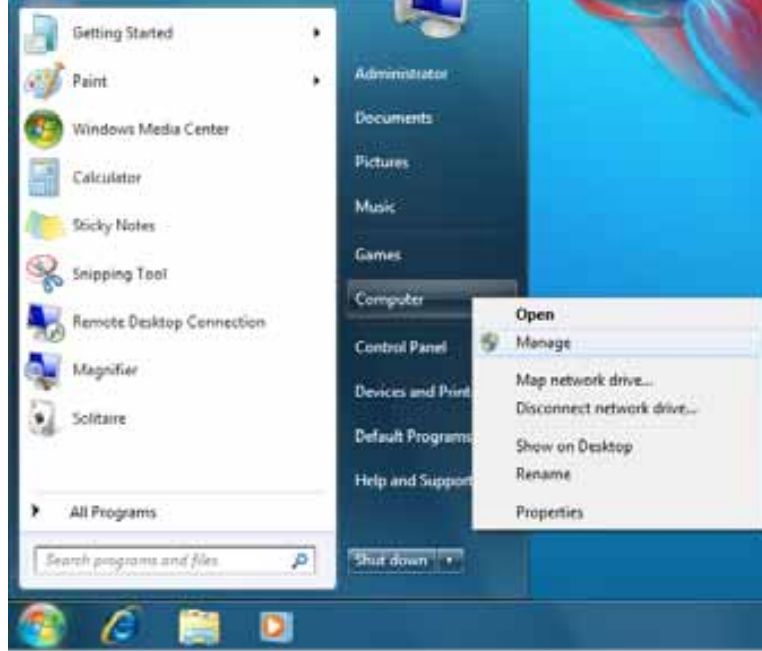 Getting Started
Paint
Windows Media Center
Calculator
Sticky Notes
Snipping Tool
Remote Desktop Connection
Magnifier
Solitaire
All Programs
Search programs and files
Administrator
Documents
Pictures
Music
Games
Computer
Control Panel
Devices and Print
Default Programs
Help and Support
Shut down
Open
Manage
Map network drive...
Disconnect network drive...
Show on Desktop
Rename
Properties